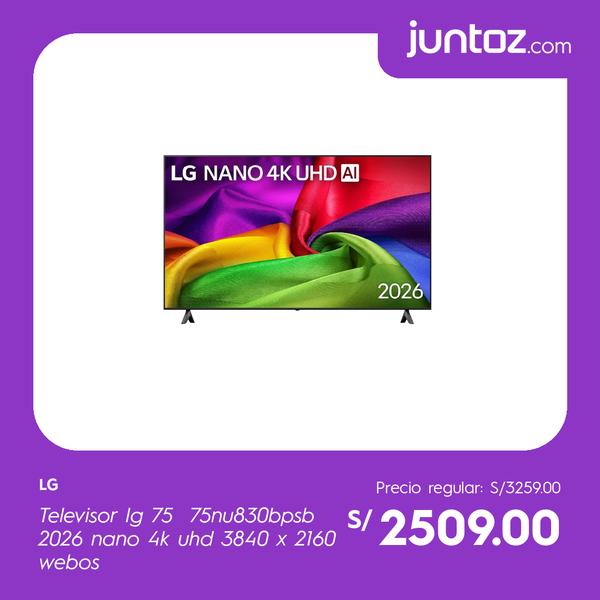 juntoz.com
LG NANO 4K UHD AI
2026
LG
Televisor lg 75 75nu830bpsb
2026 nano 4k uhd 3840 x 2160
webos
Precio regular: S/3259.00
S/ 2509.00